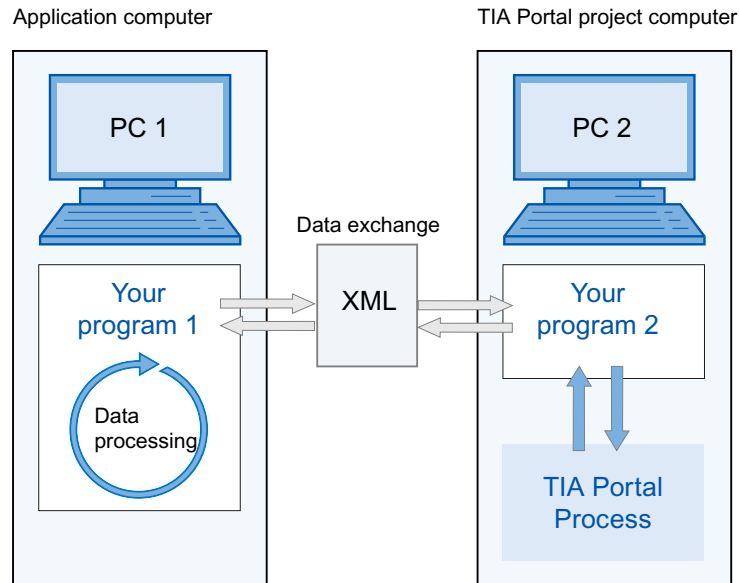 Application computer
TIA Portal project computer
PC 1
PC 2
Data exchange
XML
Your
program 1
Your
program 2
Data
processing
TIA Portal
Process